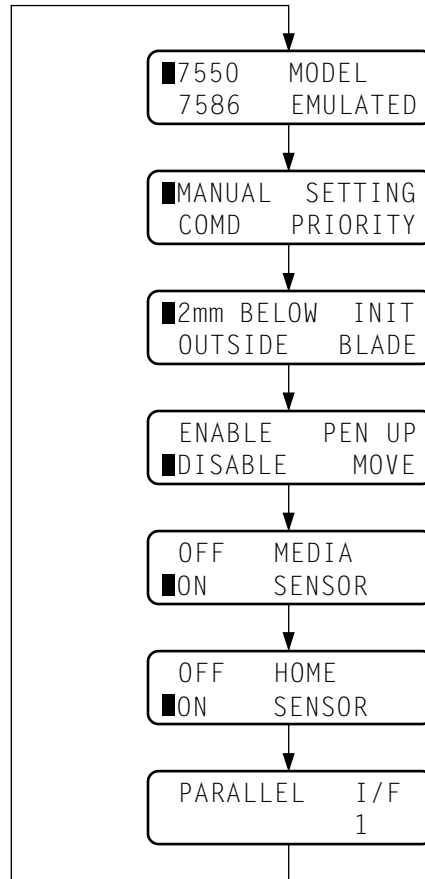 ■7550 MODEL
7586 EMULATED
■MANUAL SETTING
COMD PRIORITY
■2mm BELOW INIT
OUTSIDE BLADE
ENABLE PEN UP
■DISABLE MOVE
OFF MEDIA
■ON SENSOR
OFF HOME
■ON SENSOR
PARALLEL I/F
1